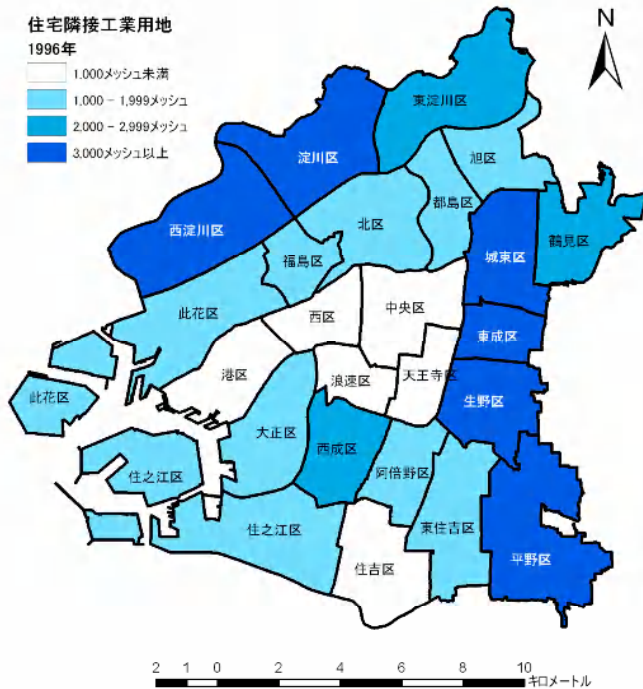 住宅隣接工業用地
1996年
1,000メッシュ未満
1,000 − 1,999メッシュ
2,000 − 2,999メッシュ
3,000メッシュ以上
N
東淀川区
淀川区
旭区
都島区
北区
鶴見区
西淀川区
城東区
福島区
此花区
中央区
西区
東成区
天王寺区
港区
浪速区
此花区
生野区
大正区
西成区
阿倍野区
住之江区
住之江区
東住吉区
平野区
住吉区
2 1 0 2 4 6 8 10
キロメートル